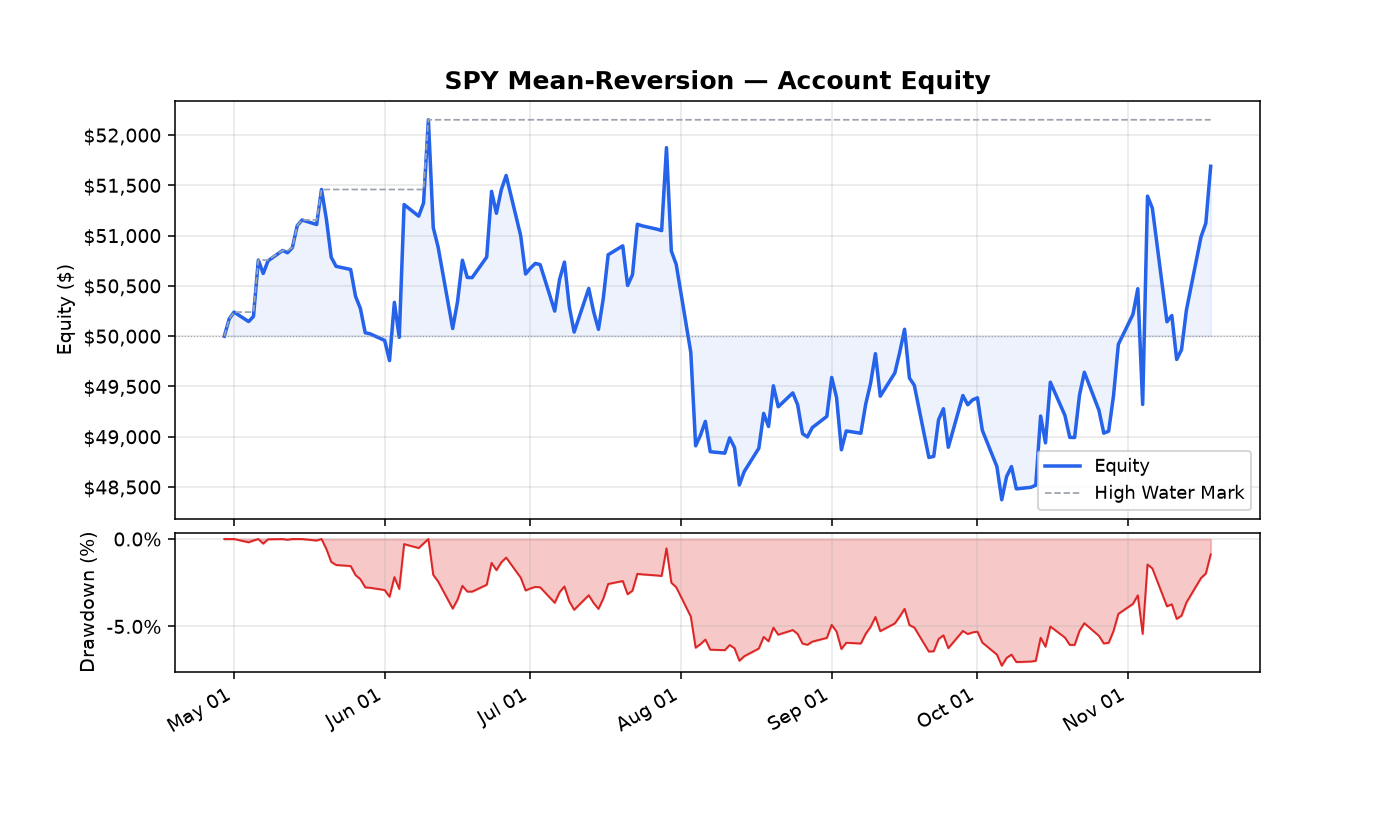 SPY Mean-Reversion — Account Equity
Equity ($)
$52,000
$51,500
$51,000
$50,500
$50,000
$49,500
$49,000
$48,500
Equity
High Water Mark
Drawdown (%)
0.0%
-5.0%
May 01
Jun 01
Jul 01
Aug 01
Sep 01
Oct 01
Nov 01